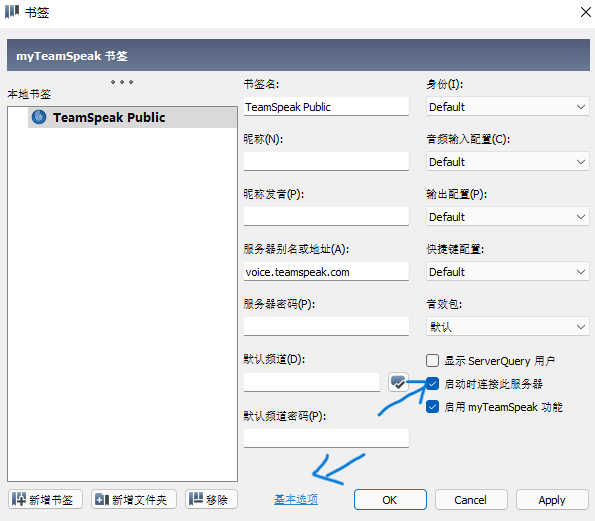 书签
myTeamSpeak 书签
本地书签
TeamSpeak Public
书签名:
TeamSpeak Public
昵称(N):
昵称发音(P):
服务器别名或地址(A):
voice.teamspeak.com
服务器密码(P):
默认频道(D):
默认频道密码(P):
身份(I):
Default
音频输入配置(C):
Default
输出配置(P):
Default
快捷键配置:
Default
音效包:
默认
显示 ServerQuery 用户
启动时连接此服务器
启用 myTeamSpeak 功能
新增书签
新增文件夹
移除
基本选项
OK
Cancel
Apply